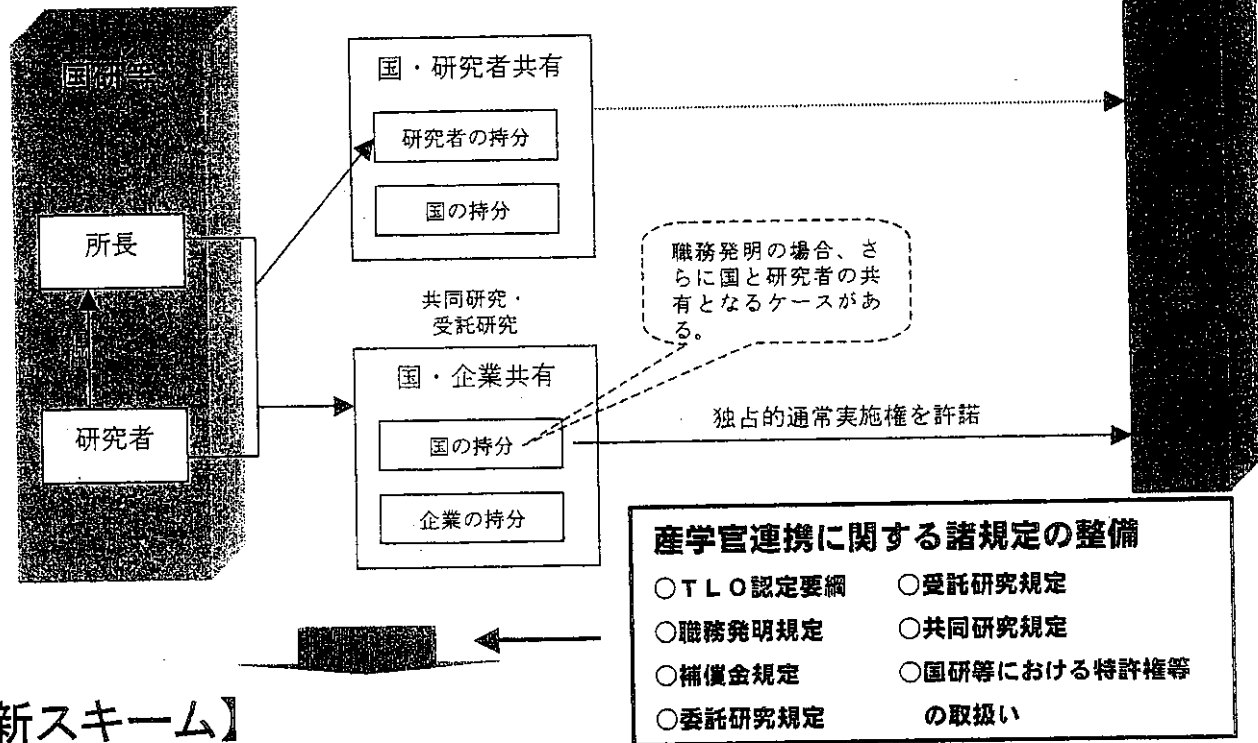 国研等
所長
研究者
国・研究者共有
研究者の持分
国の持分
共同研究・
受託研究
国・企業共有
国の持分
企業の持分
職務発明の場合、さ
らに国と研究者の共
有となるケースがあ
る。
独占的通常実施権を許諾
産学官連携に関する諸規定の整備
○TLO認定要綱
○職務発明規定
○補償金規定
○委託研究規定
○受託研究規定
○共同研究規定
○国研等における特許権等
の取扱い
新スキーム】